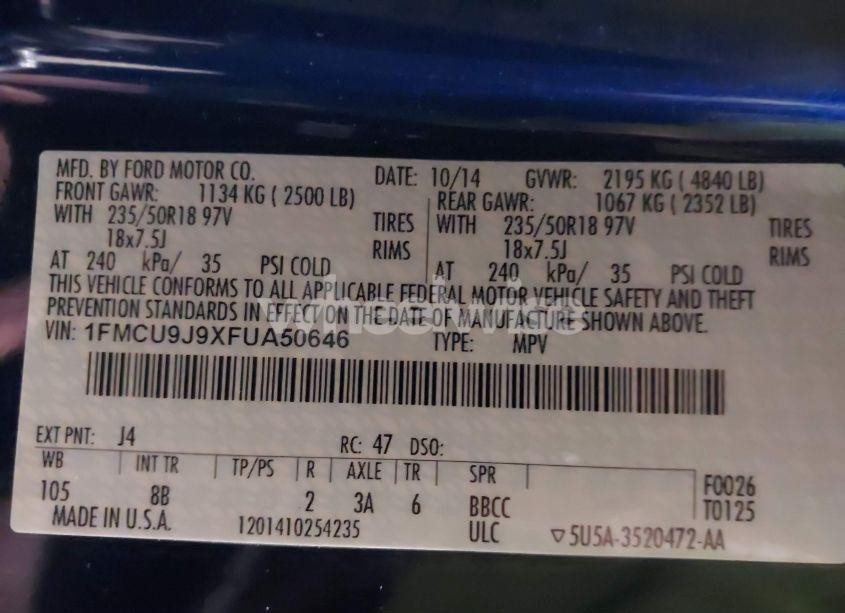 MFD. BY FORD MOTOR CO. DATE: 10/14 GVWR: 2195 KG ( 4840 LB)
FRONT GAWR: 1134 KG ( 2500 LB) REAR GAWR: 1067 KG ( 2352 LB)
WITH 235/50R18 97V TIRES WITH 235/50R18 97V TIRES
18x7.5J RIMS 18x7.5J RIMS
AT 240 kPa/ 35 PSI COLD AT 240 kPa/ 35 PSI COLD
THIS VEHICLE CONFORMS TO ALL APPLICABLE FEDERAL MOTOR VEHICLE SAFETY AND THEFT
PREVENTION STANDARDS IN EFFECT ON THE DATE OF MANUFACTURE SHOWN ABOVE.
VIN: 1FMCU9J9XFUA50646 TYPE: MPV
EXT PNT: J4 RC: 47 DSO:
WB INT TR TP/PS R AXLE TR SPR F0026
105 8B 2 3A 6 BBCC T0125
MADE IN U.S.A. 1201410254235 ULC ▽5U5A-3520472-AA